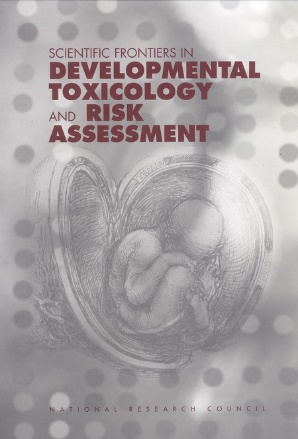 SCIENTIFIC FRONTIERS IN
DEVELOPMENTAL
TOXICOLOGY
AND RISK
ASSESSMENT
NATIONAL RESEARCH COUNCIL